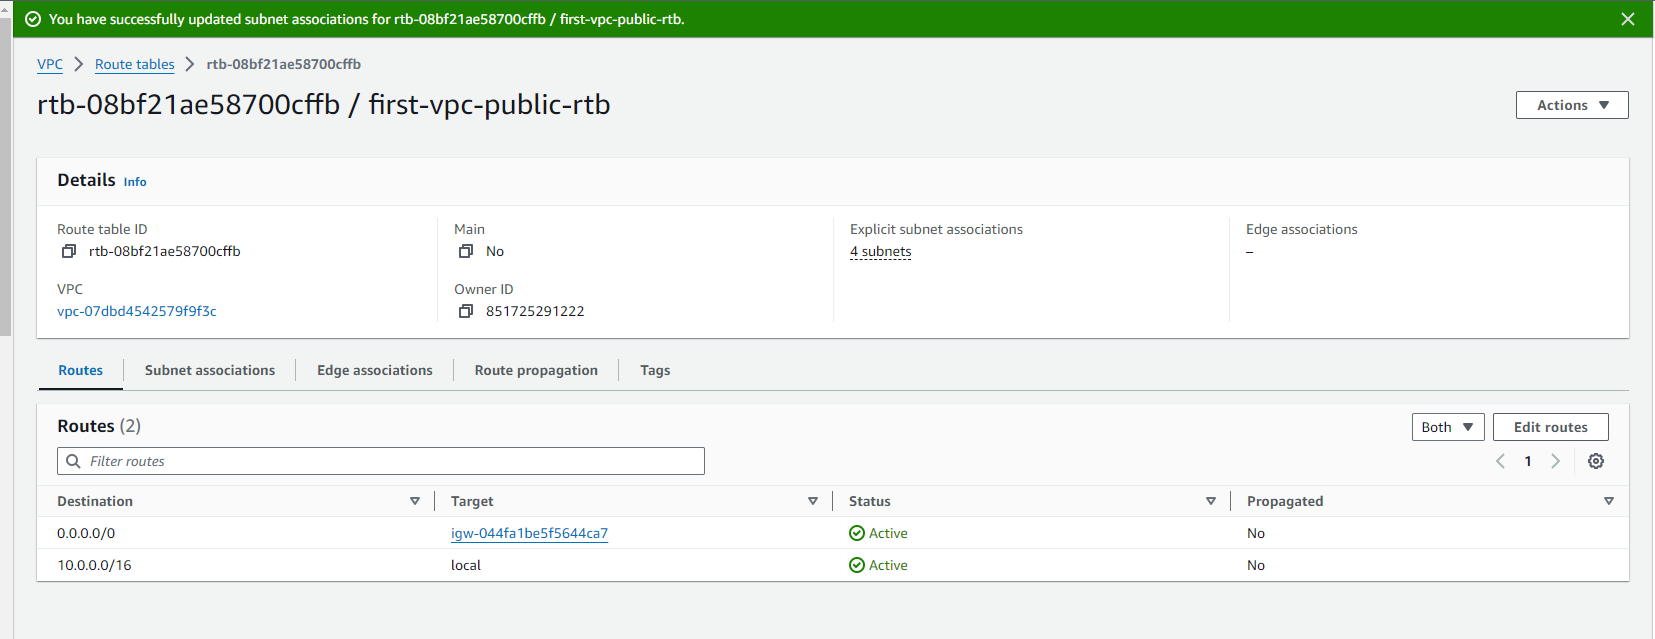 You have successfully updated subnet associations for rtb-08bf21ae58700cffb / first-vpc-public-rtb.
VPC Route tables rtb-08bf21ae58700cffb
rtb-08bf21ae58700cffb / first-vpc-public-rtb
Actions
Details Info
Route table ID Main Explicit subnet associations Edge associations
rtb-08bf21ae58700cffb No 4 subnets –
VPC Owner ID
vpc-07dbd4542579f9f3c 851725291222
Routes Subnet associations Edge associations Route propagation Tags
Routes (2) Both Edit routes
Filter routes 1
Destination Target Status Propagated
0.0.0.0/0 igw-044fa1be5f5644ca7 Active No
10.0.0.0/16 local Active No